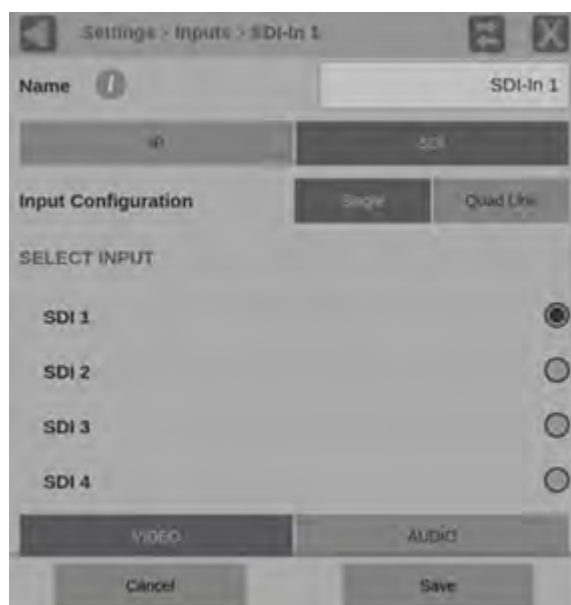 Settings > Inputs > SDI-In 1
Name i SDI-In 1
IP SDI
Input Configuration Single Quad Link
SELECT INPUT
SDI 1
SDI 2
SDI 3
SDI 4
VIDEO AUDIO
Cancel Save